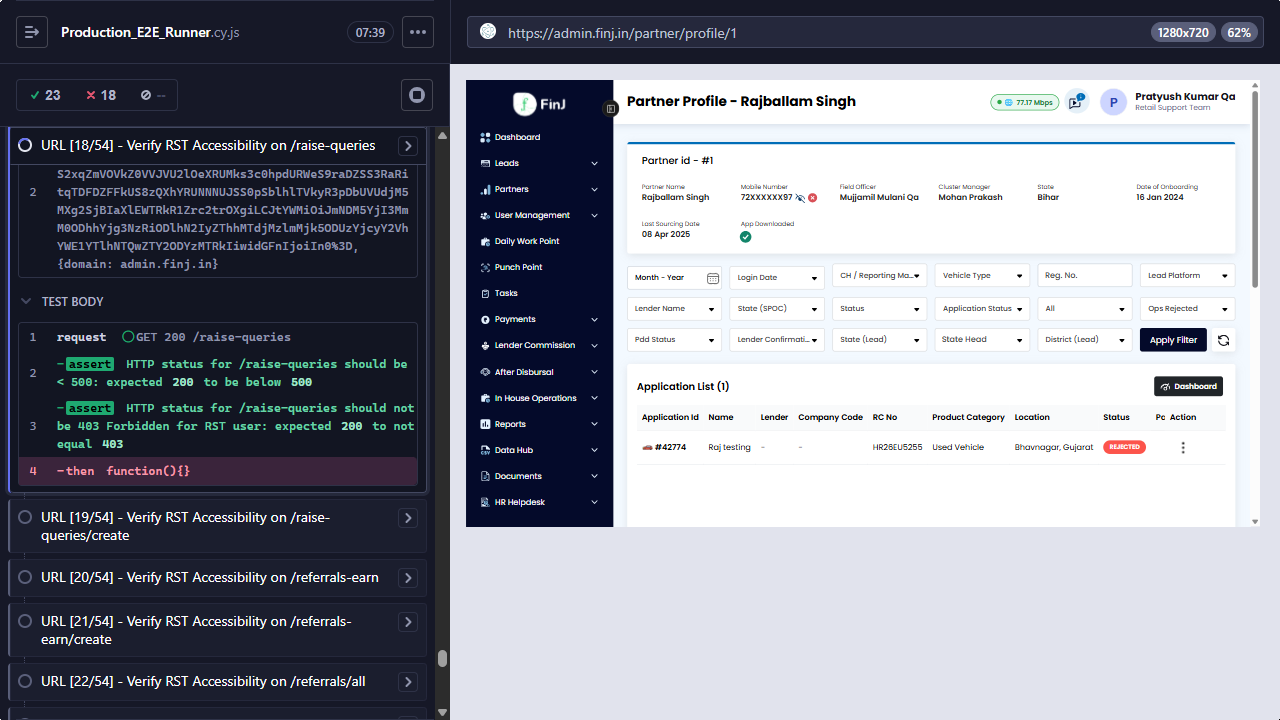 Production_E2E_Runner.cy.js
07:39
https://admin.finj.in/partner/profile/1
1280x720
62%
23
18
--
URL [18/54] - Verify RST Accessibility on /raise-queries
2
{domain: admin.finj.in}
TEST BODY
1 request GET 200 /raise-queries
2 -assert HTTP status for /raise-queries should be
< 500: expected 200 to be below 500
3 -assert HTTP status for /raise-queries should not
be 403 Forbidden for RST user: expected 200 to not
equal 403
4 -then function(){}
URL [19/54] - Verify RST Accessibility on /raise-
queries/create
URL [20/54] - Verify RST Accessibility on /referrals-earn
URL [21/54] - Verify RST Accessibility on /referrals-
earn/create
URL [22/54] - Verify RST Accessibility on /referrals/all
FinJ
Dashboard
Leads
Partners
User Management
Daily Work Point
Punch Point
Tasks
Payments
Lender Commission
After Disbursal
In House Operations
Reports
Data Hub
Documents
HR Helpdesk
Partner Profile - Rajballam Singh
77.17 Mbps
P
Pratyush Kumar Qa
Retail Support Team
Partner id - #1
Partner Name Mobile Number Field Officer Cluster Manager State Date of Onboarding
Rajballam Singh 72XXXXXX97 Mujjamil Mulani Qa Mohan Prakash Bihar 16 Jan 2024
Last Sourcing Date App Downloaded
08 Apr 2025
Month - Year Login Date CH / Reporting Ma... Vehicle Type Reg. No. Lead Platform
Lender Name State (SPOC) Status Application Status All Ops Rejected
Pdd Status Lender Confirmati... State (Lead) State Head District (Lead) Apply Filter
Application List (1)
Dashboard
Application Id Name Lender Company Code RC No Product Category Location Status Pc Action
#42774 Raj testing - - HR26EU5255 Used Vehicle Bhavnagar, Gujarat REJECTED